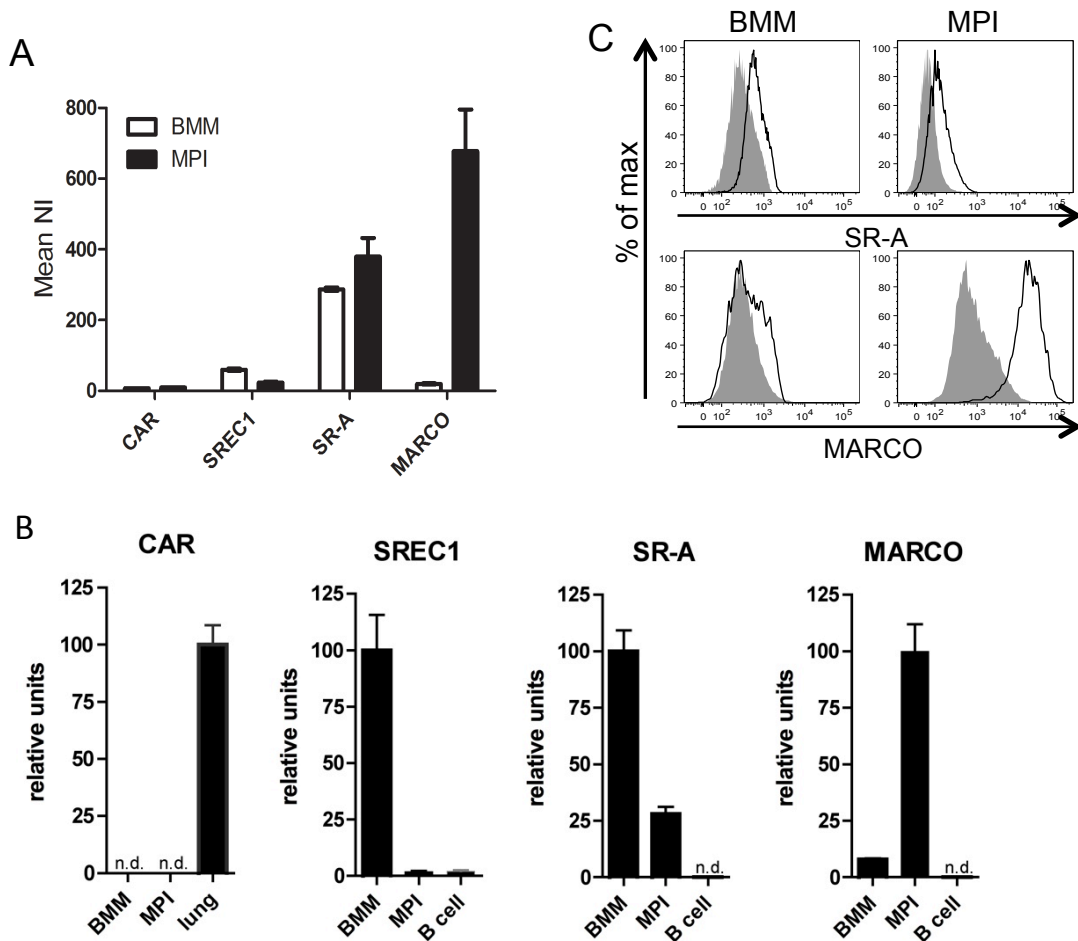 A
800
600
400
200
0
Mean NI
BMM
MPI
CAR
SREC1
SR-A
MARCO
C
BMM
MPI
% of max
100
80
60
40
20
0
0 10² 10³ 10⁴ 10⁵
100
80
60
40
20
0
0 10² 10³ 10⁴ 10⁵
SR-A
100
80
60
40
20
0
0 10² 10³ 10⁴ 10⁵
100
80
60
40
20
0
0 10² 10³ 10⁴ 10⁵
MARCO
B
CAR
relative units
125
100
75
50
25
0
n.d.
n.d.
BMM
MPI
lung
SREC1
relative units
125
100
75
50
25
0
BMM
MPI
B cell
SR-A
relative units
125
100
75
50
25
0
n.d.
BMM
MPI
B cell
MARCO
relative units
125
100
75
50
25
0
n.d.
BMM
MPI
B cell